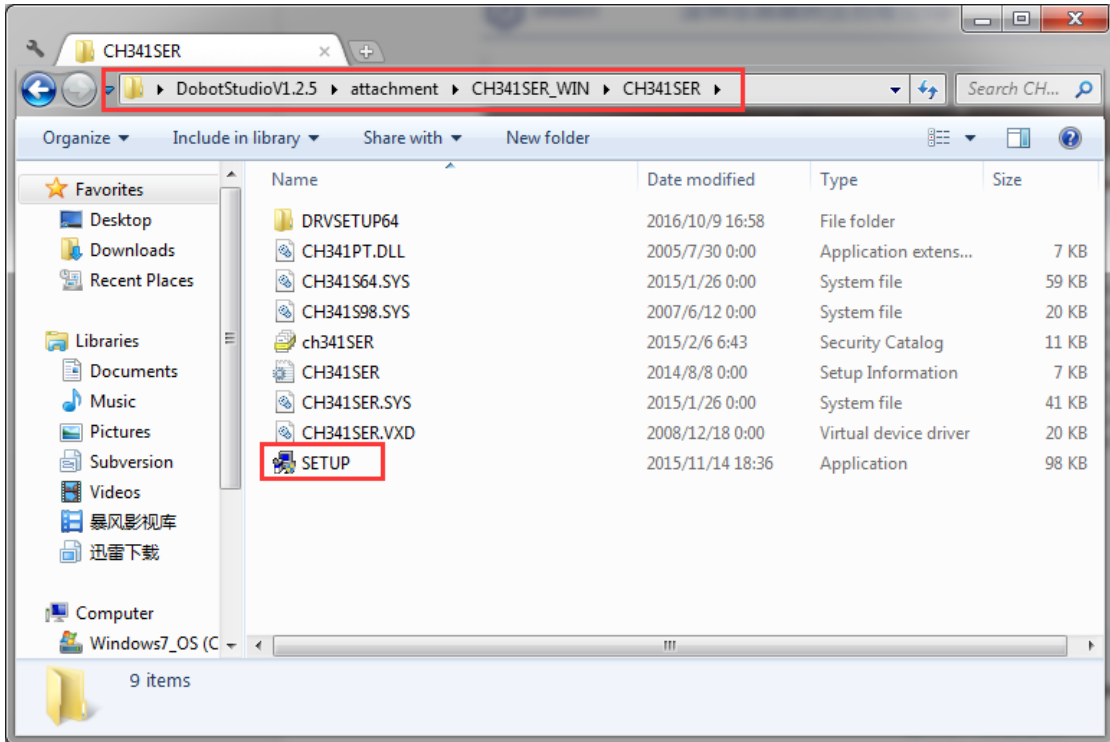 CH341SER
DobotStudioV1.2.5 attachment CH341SER_WIN CH341SER Search CH...
Organize Include in library Share with New folder
Favorites
Desktop
Downloads
Recent Places
Libraries
Documents
Music
Pictures
Subversion
Videos
暴风影视库
迅雷下载
Computer
Windows7_OS (C
Name Date modified Type Size
DRVSETUP64 2016/10/9 16:58 File folder
CH341PT.DLL 2005/7/30 0:00 Application extens... 7 KB
CH341S64.SYS 2015/1/26 0:00 System file 59 KB
CH341S98.SYS 2007/6/12 0:00 System file 20 KB
ch341SER 2015/2/6 6:43 Security Catalog 11 KB
CH341SER 2014/8/8 0:00 Setup Information 7 KB
CH341SER.SYS 2015/1/26 0:00 System file 41 KB
CH341SER.VXD 2008/12/18 0:00 Virtual device driver 20 KB
SETUP 2015/11/14 18:36 Application 98 KB
9 items